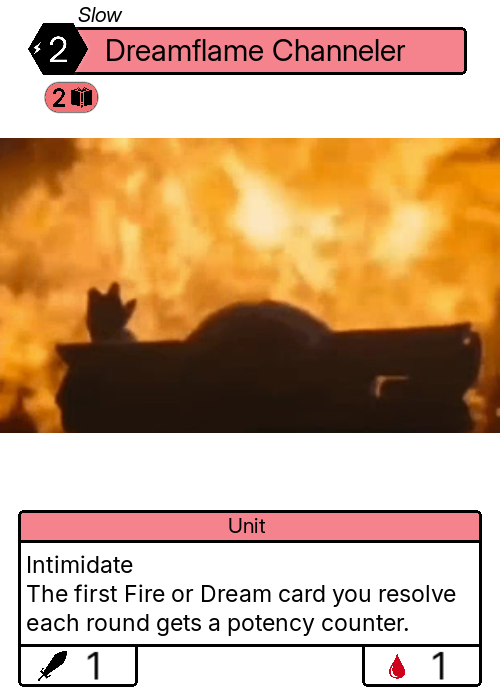 Slow
2 Dreamflame Channeler
2
Unit
Intimidate
The first Fire or Dream card you resolve
each round gets a potency counter.
1 1